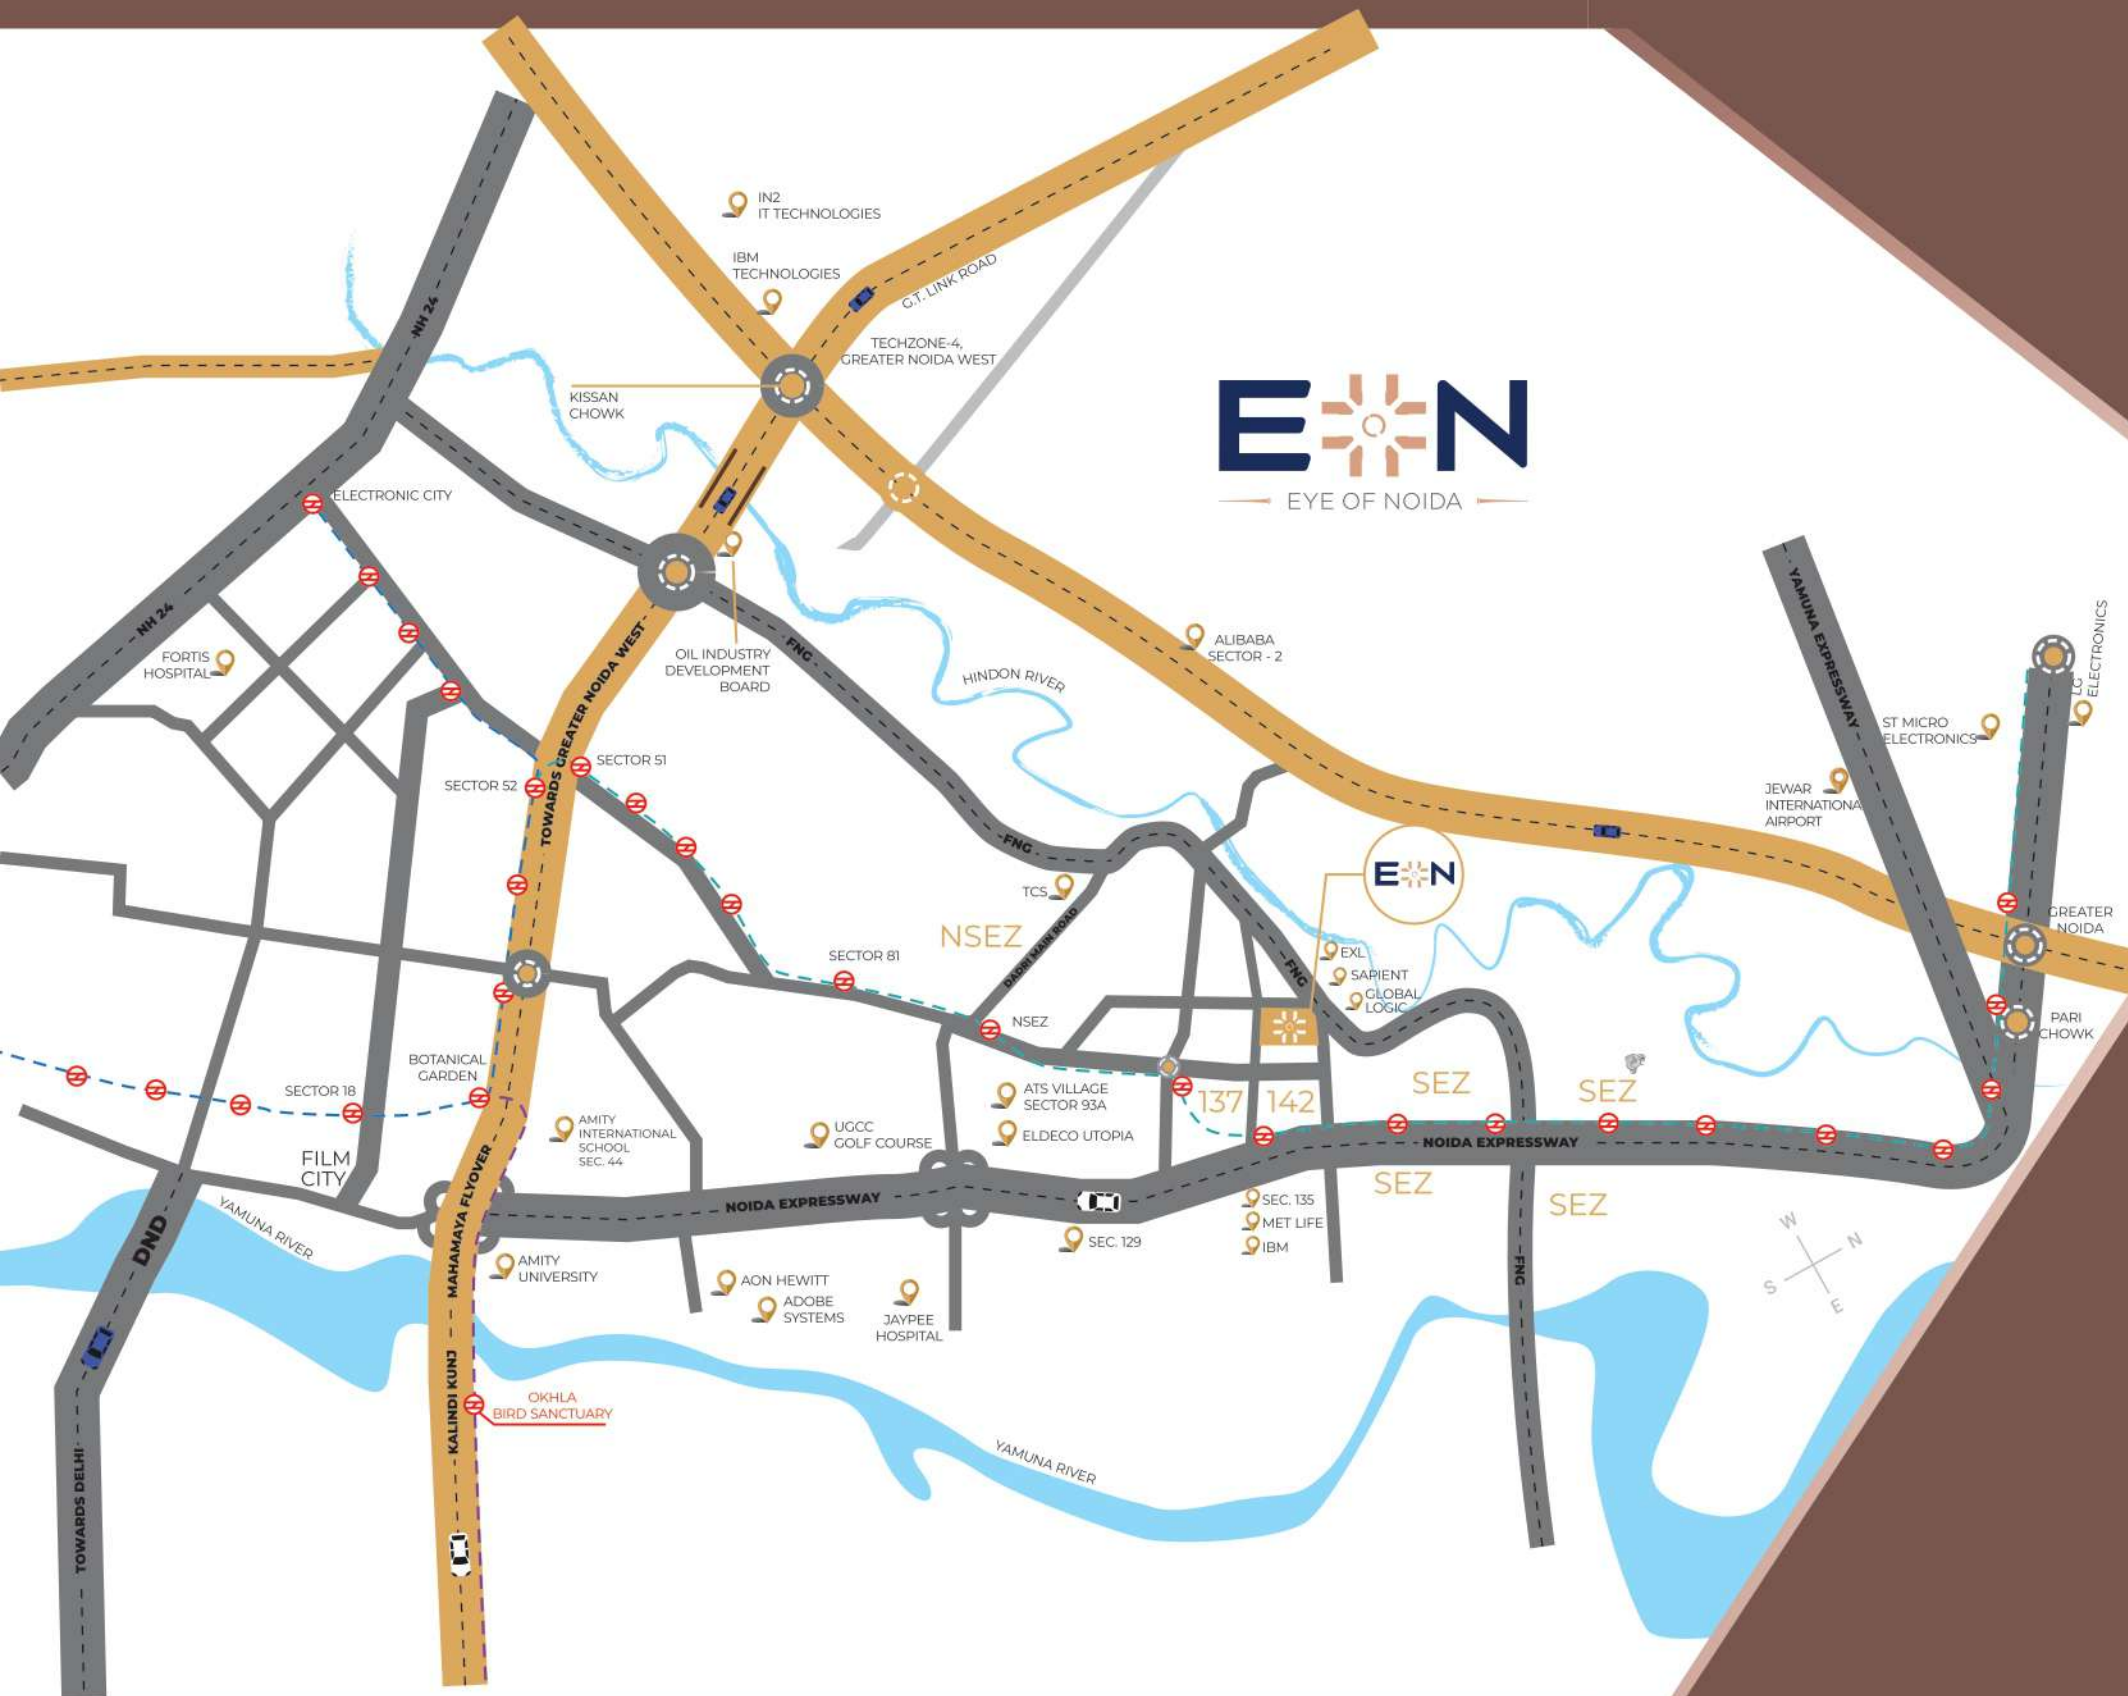 IN2
IT TECHNOLOGIES
IBM
TECHNOLOGIES
G.T. LINK ROAD
NH 24
TECHZONE-4,
GREATER NOIDA WEST
KISSAN
CHOWK
E N
EYE OF NOIDA
ELECTRONIC CITY
NH 24
FORTIS
HOSPITAL
OIL INDUSTRY
DEVELOPMENT
BOARD
FNG
TOWARDS GREATER NOIDA WEST
HINDON RIVER
ALIBABA
SECTOR - 2
YAMUNA EXPRESSWAY
LG
ELECTRONICS
ST MICRO
ELECTRONICS
JEWAR
INTERNATIONA
AIRPORT
SECTOR 51
SECTOR 52
FNG
TCS
E N
NSEZ
DADRI MAIN ROAD
SECTOR 81
FNG
EXL
SAPIENT
GLOBAL
LOGIC
GREATER
NOIDA
PARI
CHOWK
NSEZ
BOTANICAL
GARDEN
SECTOR 18
ATS VILLAGE
SECTOR 93A
ELDECO UTOPIA
137
142
SEZ
SEZ
AMITY
INTERNATIONAL
SCHOOL
SEC. 44
UGCC
GOLF COURSE
NOIDA EXPRESSWAY
FILM
CITY
MAHAMAYA FLYOVER
NOIDA EXPRESSWAY
SEZ
SEZ
YAMUNA RIVER
DND
SEC. 135
MET LIFE
IBM
SEC. 129
AMITY
UNIVERSITY
AON HEWITT
ADOBE
SYSTEMS
JAYPEE
HOSPITAL
FNG
W
N
S
E
KALINDI KUNJ
OKHLA
BIRD SANCTUARY
YAMUNA RIVER
TOWARDS DELHI